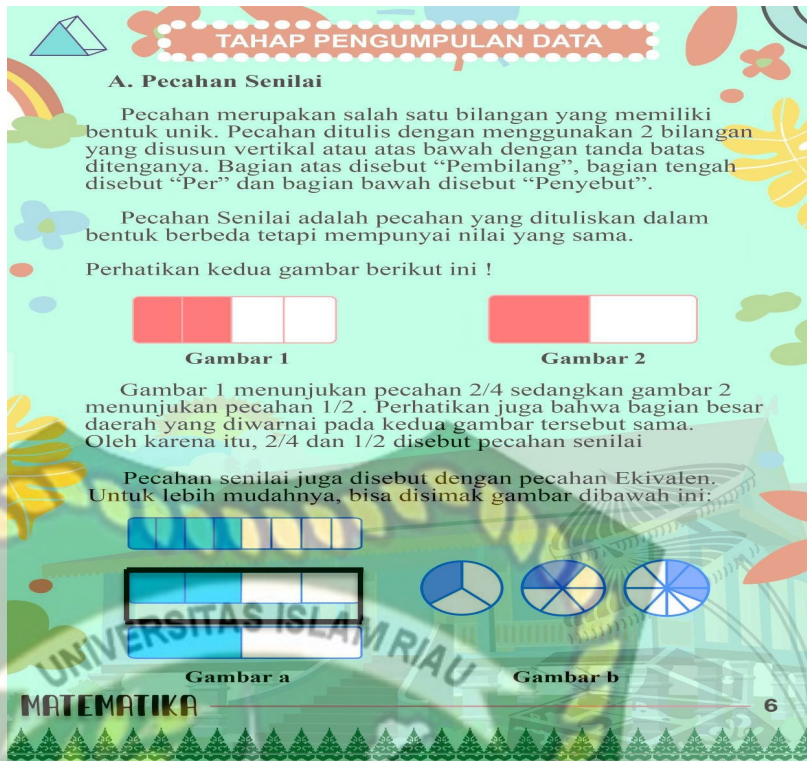 TAHAP PENGUMPULAN DATA
A. Pecahan Senilai
Pecahan merupakan salah satu bilangan yang memiliki
bentuk unik. Pecahan ditulis dengan menggunakan 2 bilangan
yang disusun vertikal atau atas bawah dengan tanda batas
ditenganya. Bagian atas disebut “Pembilang”, bagian tengah
disebut “Per” dan bagian bawah disebut “Penyebut”.
Pecahan Senilai adalah pecahan yang dituliskan dalam
bentuk berbeda tetapi mempunyai nilai yang sama.
Perhatikan kedua gambar berikut ini !
Gambar 1
Gambar 2
Gambar 1 menunjukan pecahan 2/4 sedangkan gambar 2
menunjukan pecahan 1/2 . Perhatikan juga bahwa bagian besar
daerah yang diwarnai pada kedua gambar tersebut sama.
Oleh karena itu, 2/4 dan 1/2 disebut pecahan senilai
Pecahan senilai juga disebut dengan pecahan Ekivalen.
Untuk lebih mudahnya, bisa disimak gambar dibawah ini:
UNIVERSITAS ISLAM RIAU
Gambar a
Gambar b
MATEMATIKA
6